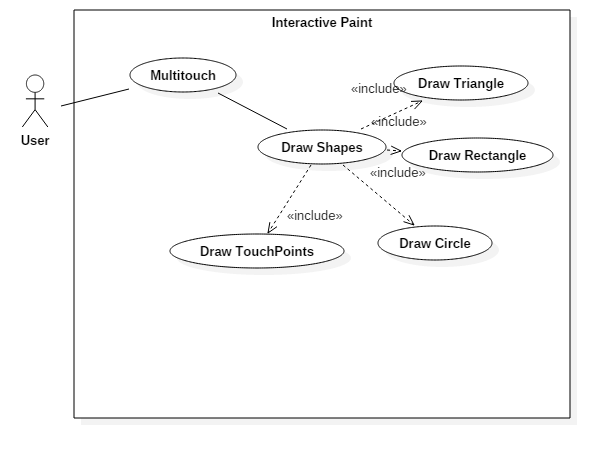 Interactive Paint
Multitouch
«include»
Draw Triangle
User
«include»
Draw Shapes
Draw Rectangle
«include»
«include»
Draw TouchPoints
Draw Circle